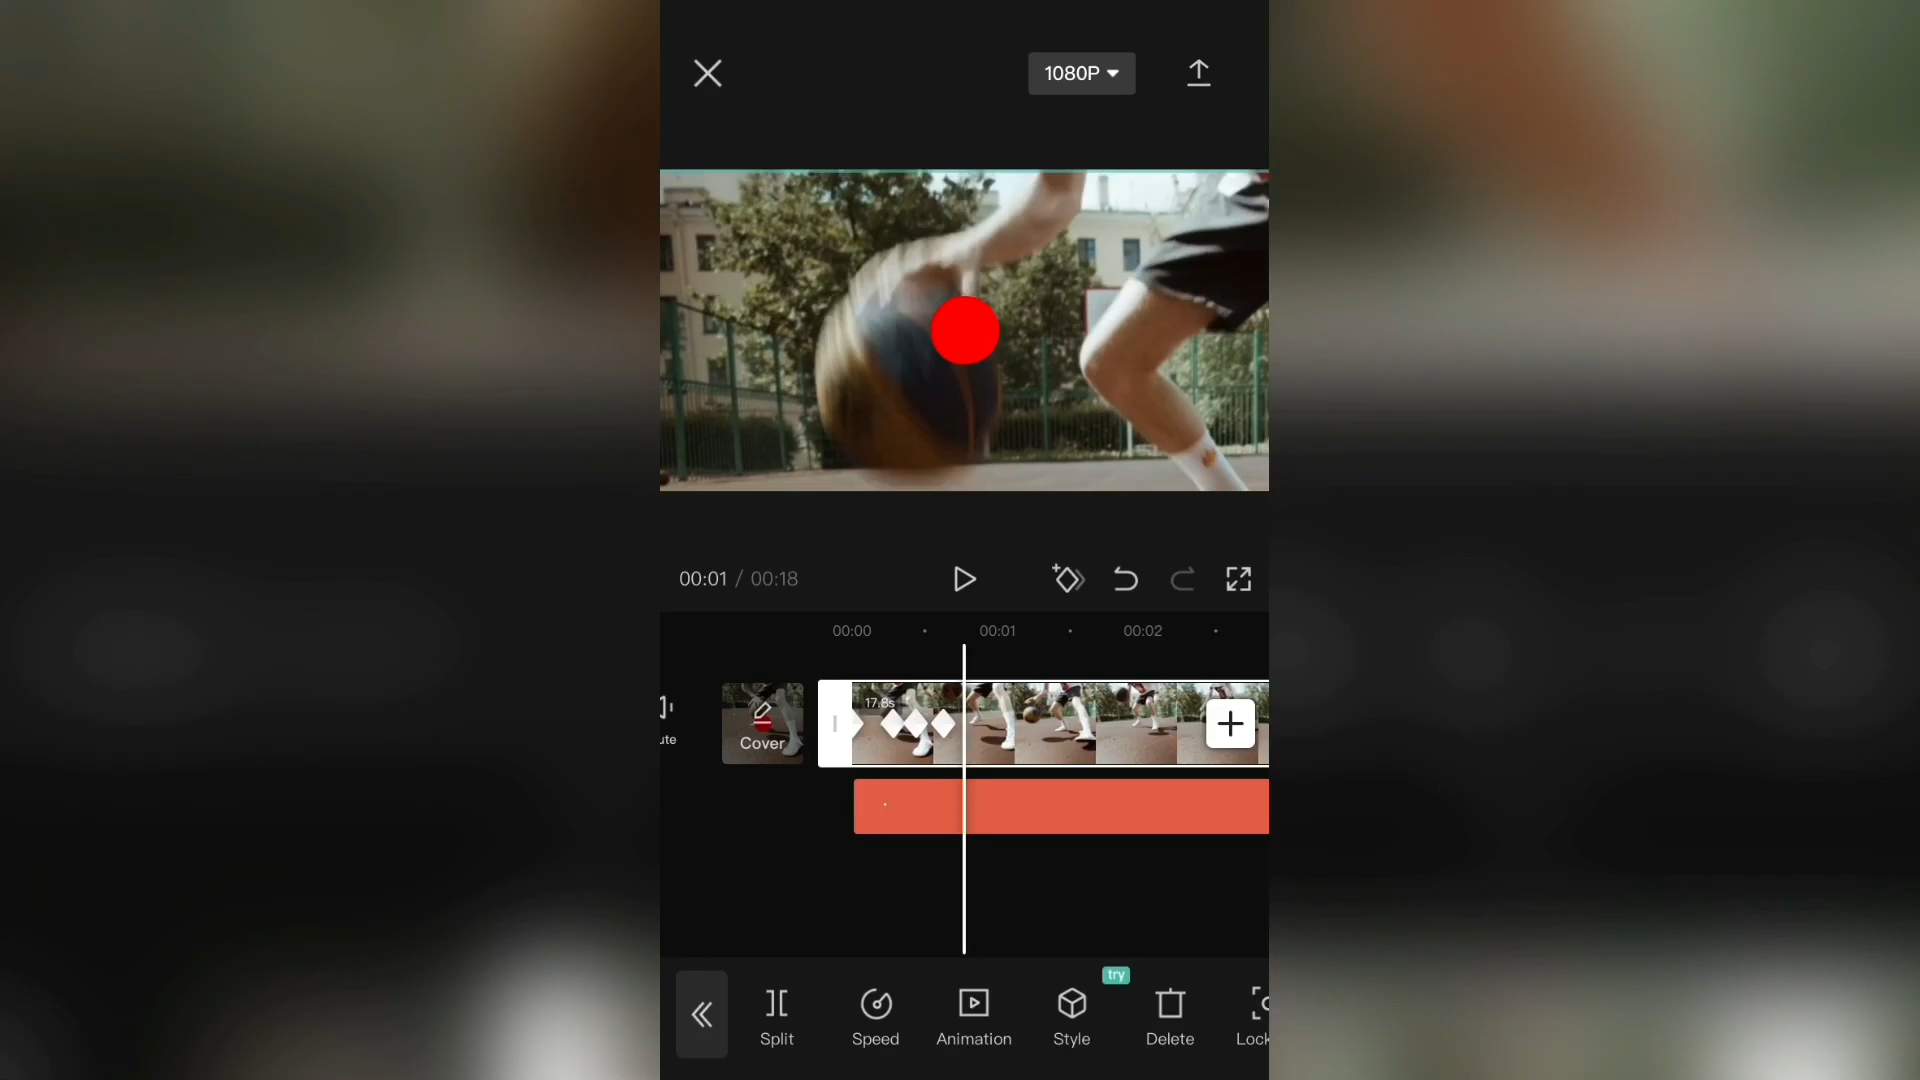 1080P
00:01 / 00:18
00:00 00:01 00:02
17.8s
ute
Cover
try
Split Speed Animation Style Delete Lock